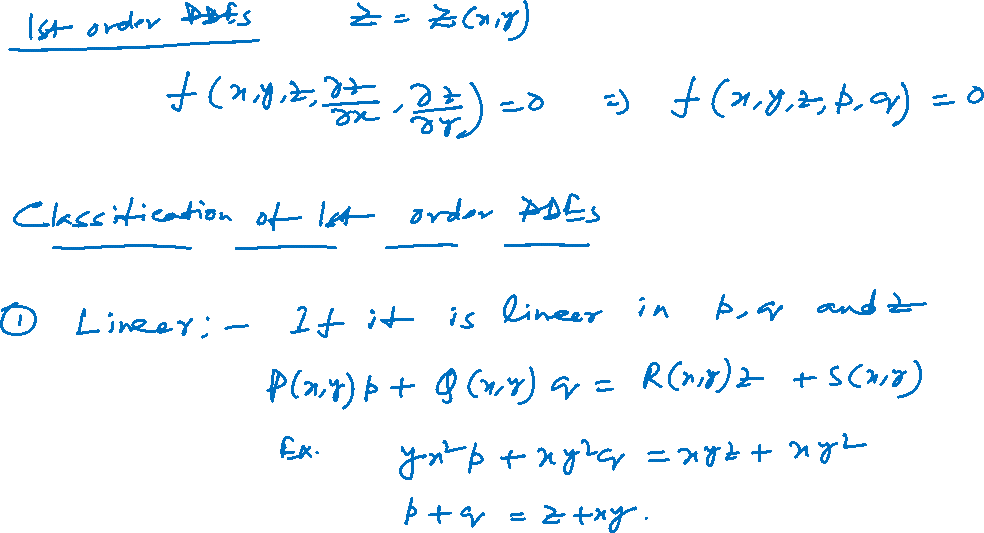 1st order PDEs z = z(x,y)
f(x,y,z, ∂z/∂x, ∂z/∂y) = 0 ⇒ f(x,y,z,p,q) = 0
Classification of 1st order PDEs
① Linear:- If it is linear in p, q and z
P(x,y)p + Q(x,y)q = R(x,y)z + S(x,y)
Ex. yx²p + xy²q = xyz + xy²
p + q = z + xy.